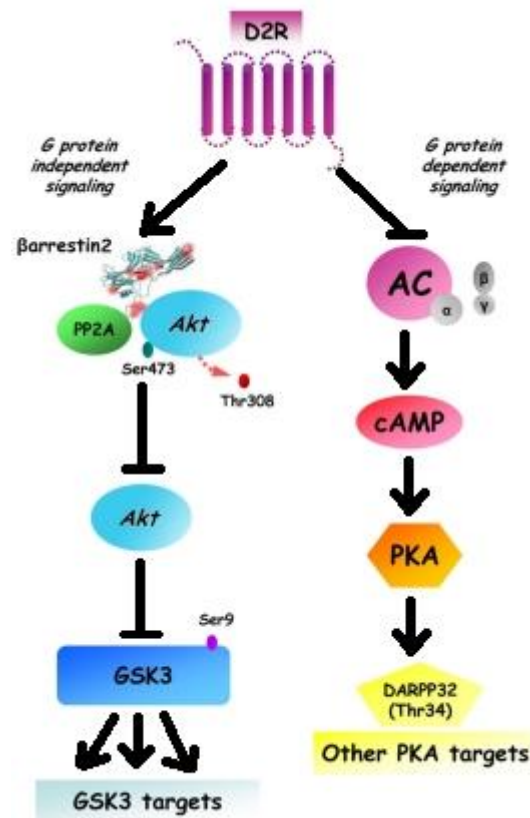 D2R
G protein
independent
signaling
G protein
dependent
signaling
βarrestin2
PP2A
Akt
Ser473
Thr308
Akt
Ser9
GSK3
GSK3 targets
AC
α
β
γ
cAMP
PKA
DARPP32
(Thr34)
Other PKA targets